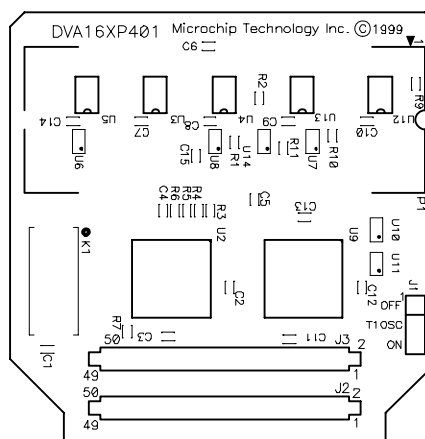 DVA16XP401 Microchip Technology Inc. ©1999
C6
1
R2
R9
C14
U5
C7
U3
C8
U4
C9
U13
C10
U12
U6
C15
U8
R1
U14
R11
U7
R10
P1
C4
R6
R5
R4
R3
C5
C13
K1
U2
U9
U10
U11
C2
C12
J1
1
OFF
T1OSC
ON
R7
C3
C11
C1
50
J3
2
49
1
50
J2
2
49
1